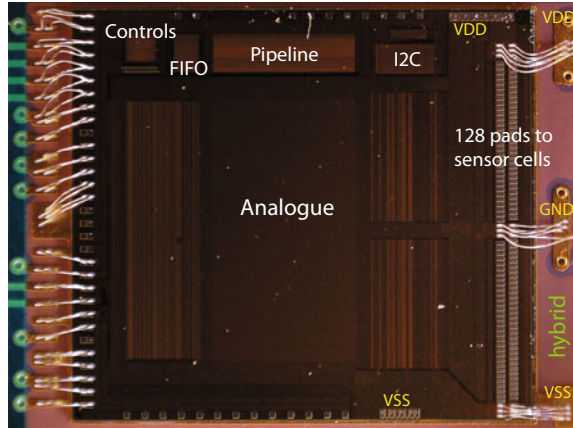 Controls
VDD
VDD
FIFO
Pipeline
I2C
128 pads to
sensor cells
Analogue
GND
hybrid
VSS
VSS